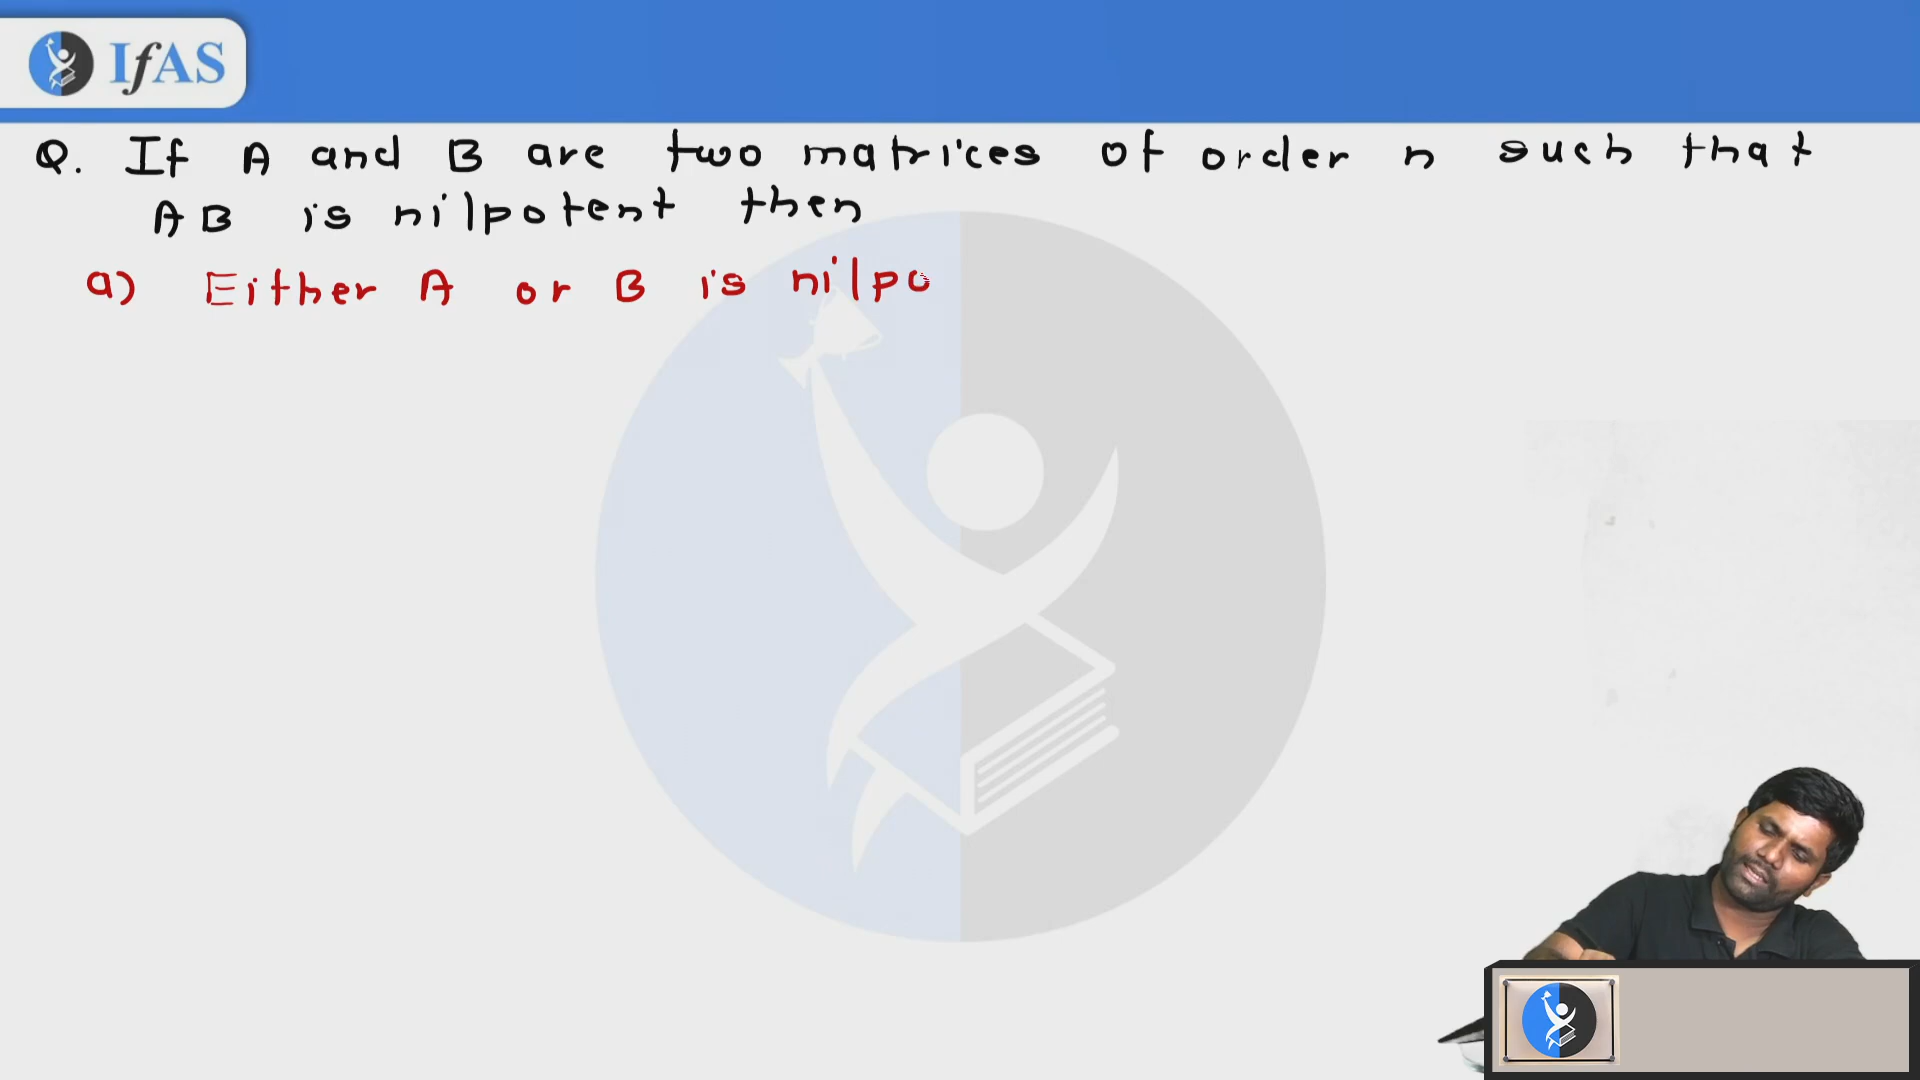 IfAS
Q. If A and B are two matrices of order n such that
AB is nilpotent then
a) Either A or B is nilpo